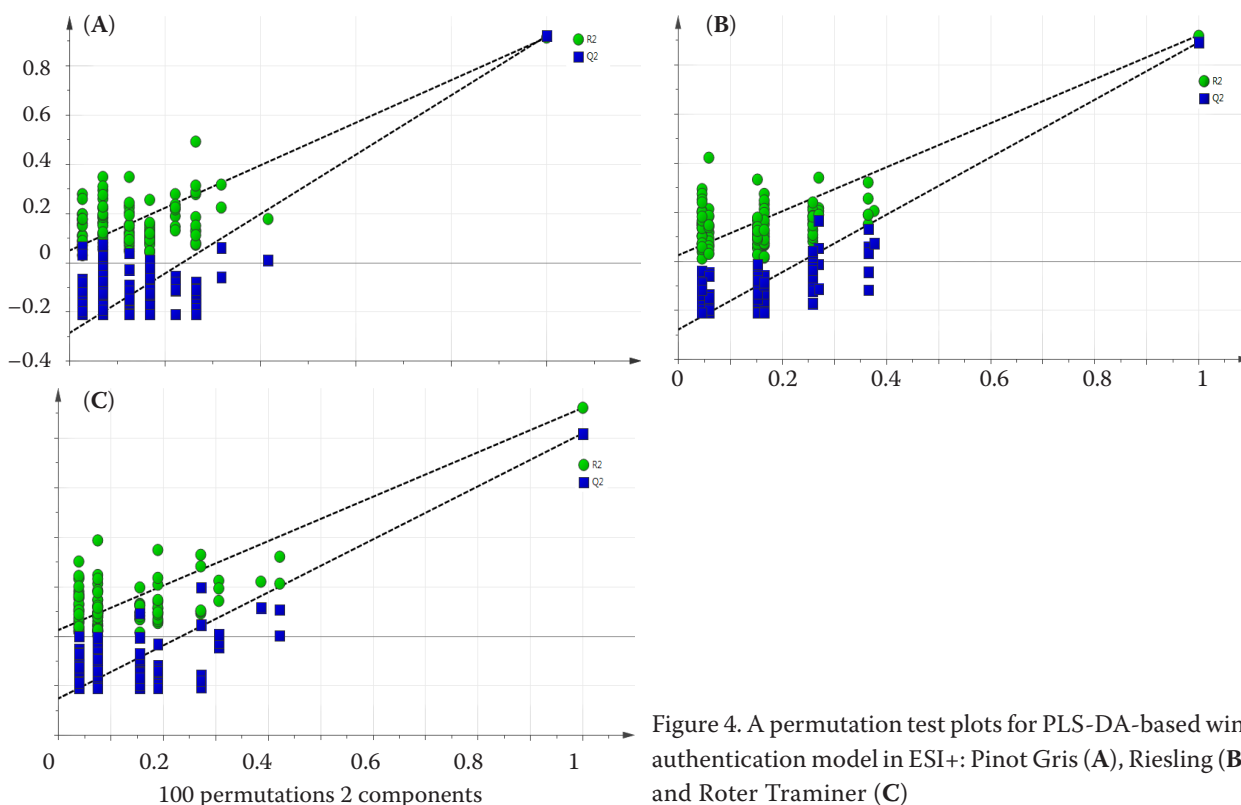 (A)
R2
Q2
0.8
0.6
0.4
0.2
0
−0.2
−0.4
(B)
R2
Q2
0 0.2 0.4 0.6 0.8 1
(C)
R2
Q2
0 0.2 0.4 0.6 0.8 1
100 permutations 2 components
Figure 4. A permutation test plots for PLS-DA-based win
authentication model in ESI+: Pinot Gris (A), Riesling (B
and Roter Traminer (C)